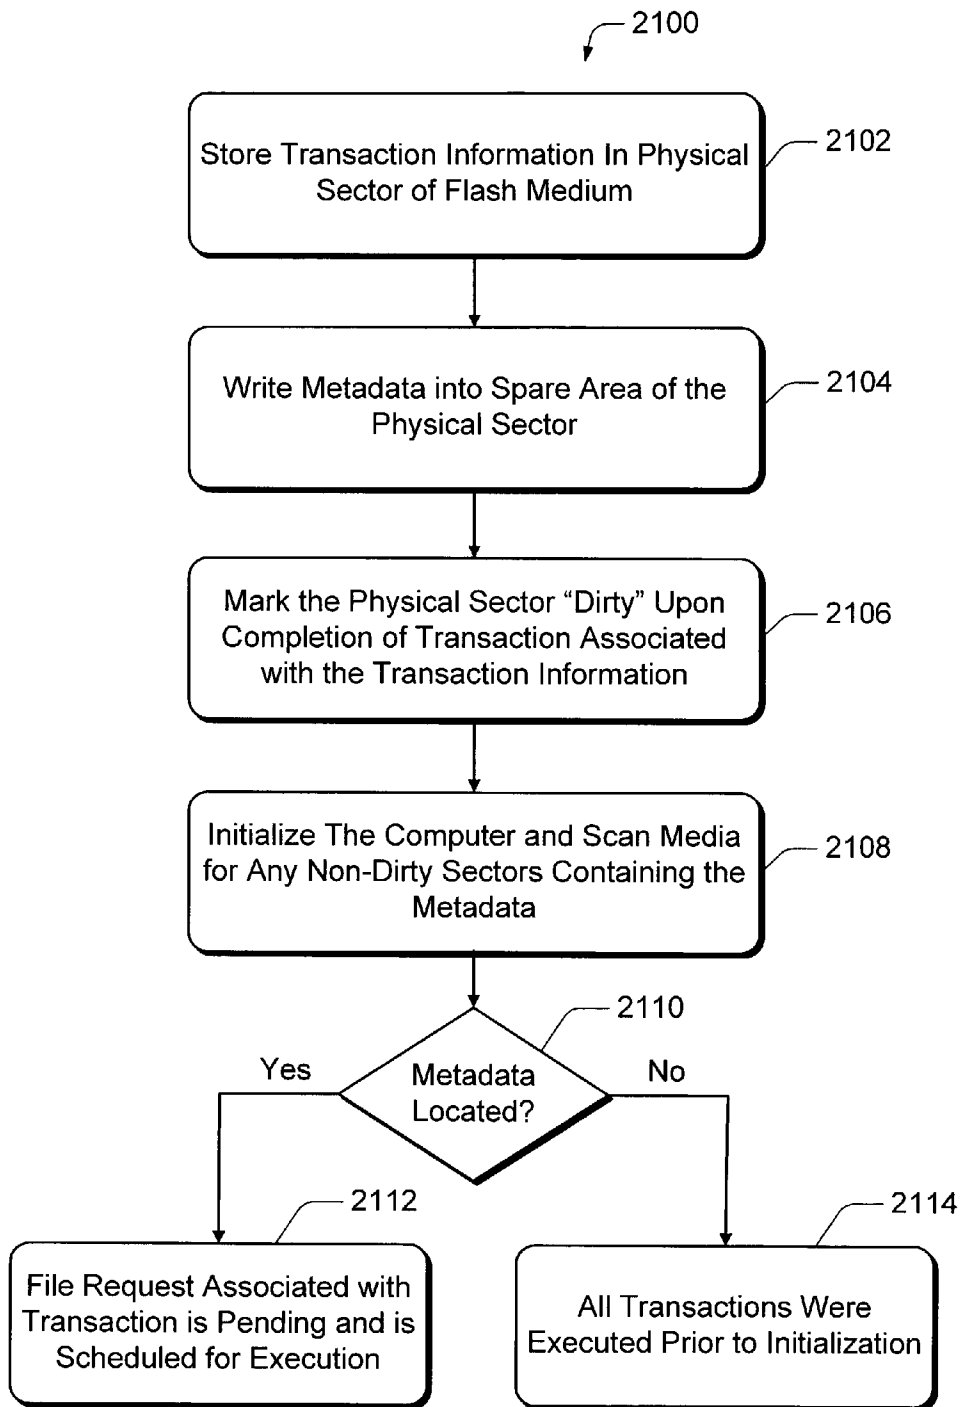 2100
Store Transaction Information In Physical
Sector of Flash Medium
2102
Write Metadata into Spare Area of the
Physical Sector
2104
Mark the Physical Sector “Dirty” Upon
Completion of Transaction Associated
with the Transaction Information
2106
Initialize The Computer and Scan Media
for Any Non-Dirty Sectors Containing the
Metadata
2108
2110
Yes
Metadata
Located?
No
2112
2114
File Request Associated with
Transaction is Pending and is
Scheduled for Execution
All Transactions Were
Executed Prior to Initialization